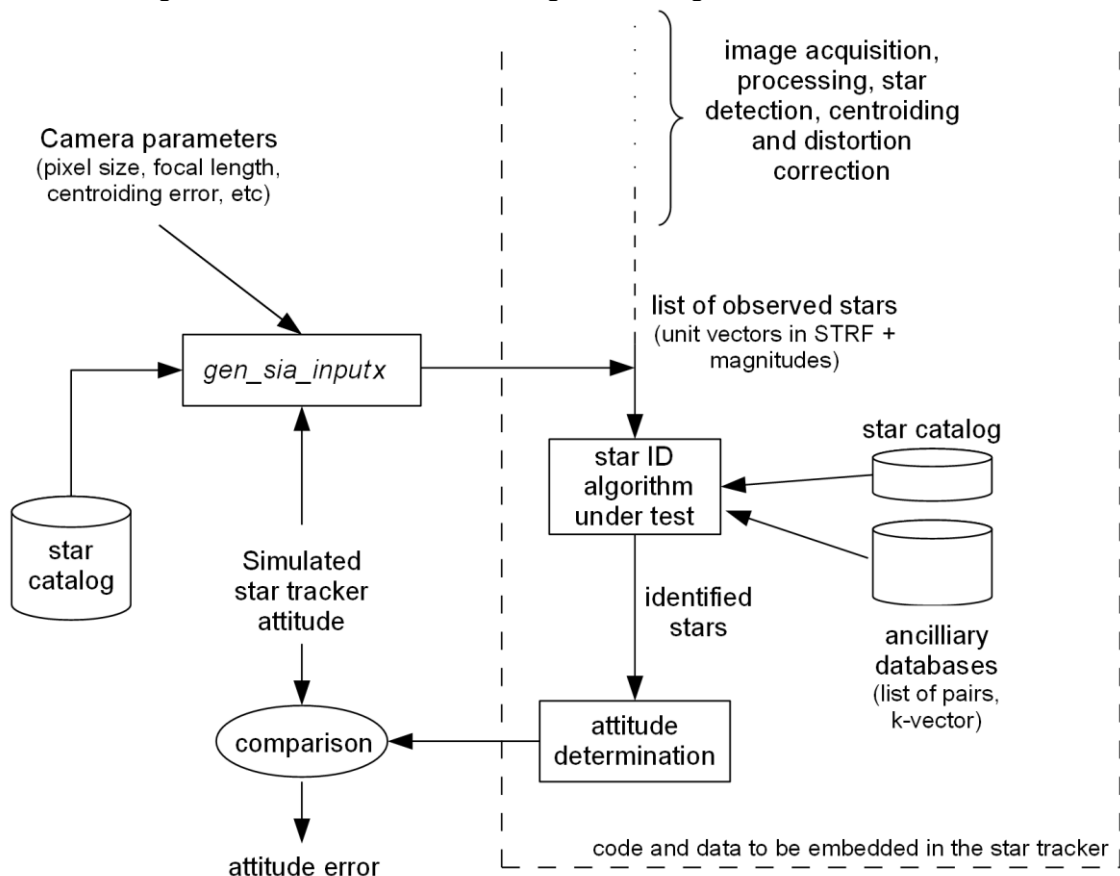 image acquisition,
processing, star
detection, centroiding
and distortion
correction
Camera parameters
(pixel size, focal length,
centroiding error, etc)
list of observed stars
(unit vectors in STRF +
magnitudes)
gen_sia_inputx
star catalog
star ID
algorithm
under test
star
catalog
Simulated
star tracker
attitude
identified
stars
ancilliary
databases
(list of pairs,
k-vector)
attitude
determination
comparison
code and data to be embedded in the star tracker
attitude error